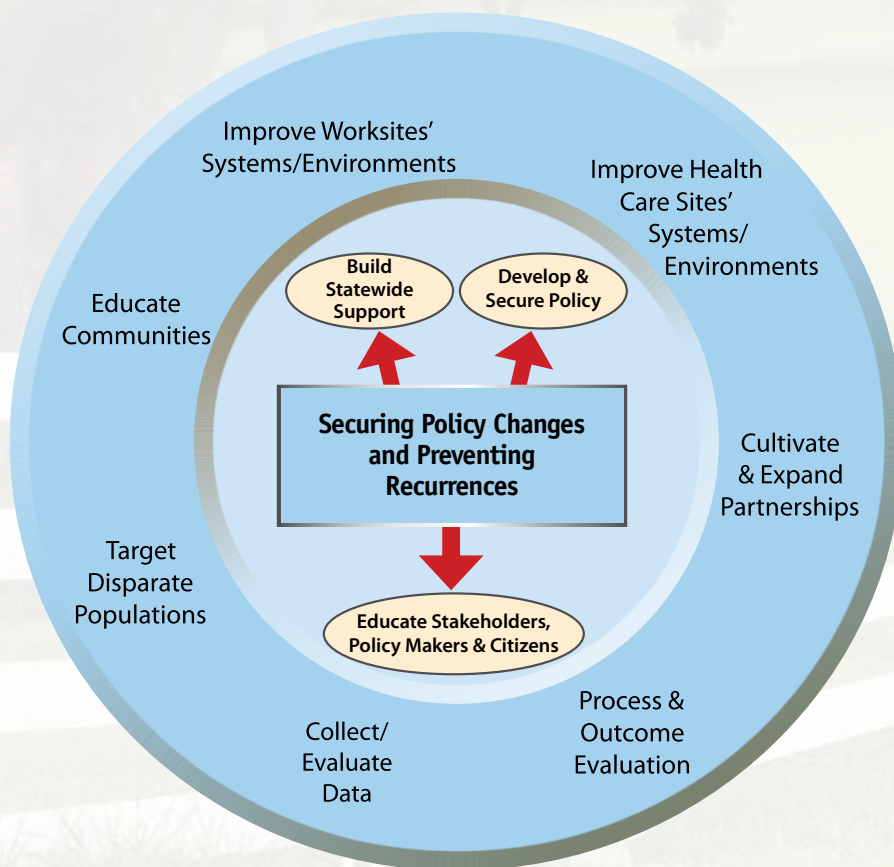 Improve Worksites'
Systems/Environments
Improve Health
Care Sites'
Systems/
Environments
Build
Statewide
Support
Develop &
Secure Policy
Educate
Communities
Securing Policy Changes
and Preventing
Recurrences
Cultivate
& Expand
Partnerships
Target
Disparate
Populations
Educate Stakeholders,
Policy Makers & Citizens
Process &
Outcome
Evaluation
Collect/
Evaluate
Data